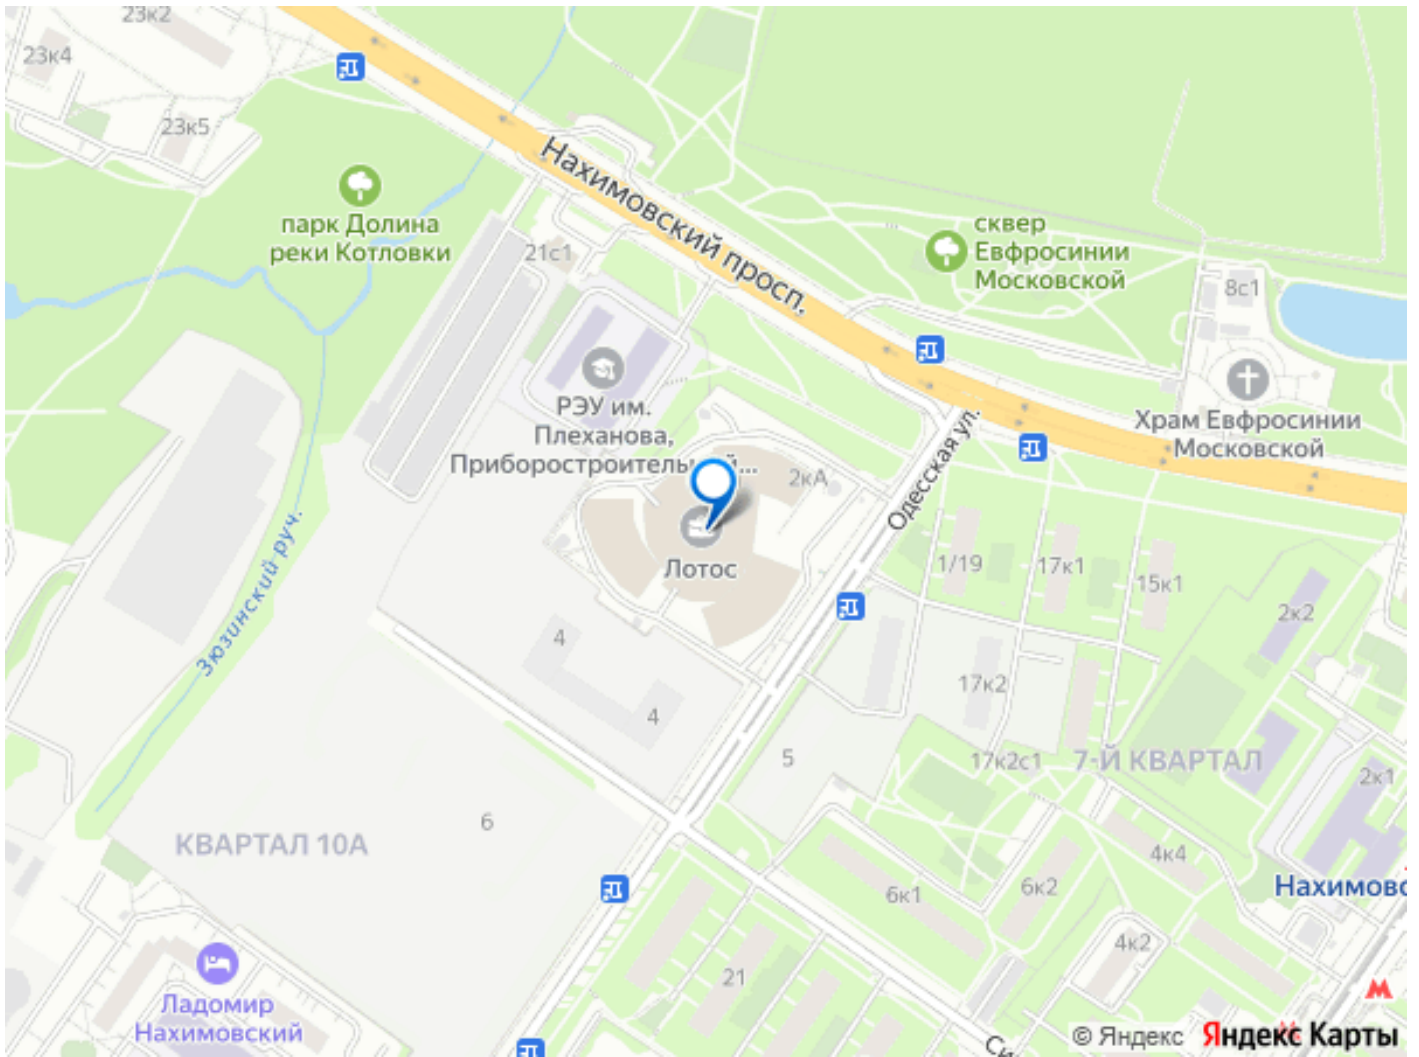 23к2
23к4
23к5
Нахимовский просп.
парк Долина
реки Котловки
21с1
сквер
Евфросинии
Московской
8с1
РЭУ им.
Плеханова,
Храм Евфросинии
Московской
2кА
Одесская ул.
Лотос
1/19
17к1
15к1
2к2
Зюзинский руч.
4
4
17к2
5
17к2с1
7-Й КВАРТАЛ
2к1
6
КВАРТАЛ 10А
4к4
6к1
6к2
Нахимовс
4к2
21
Ладомир
Нахимовский
Си
© Яндекс Яндекс Карты